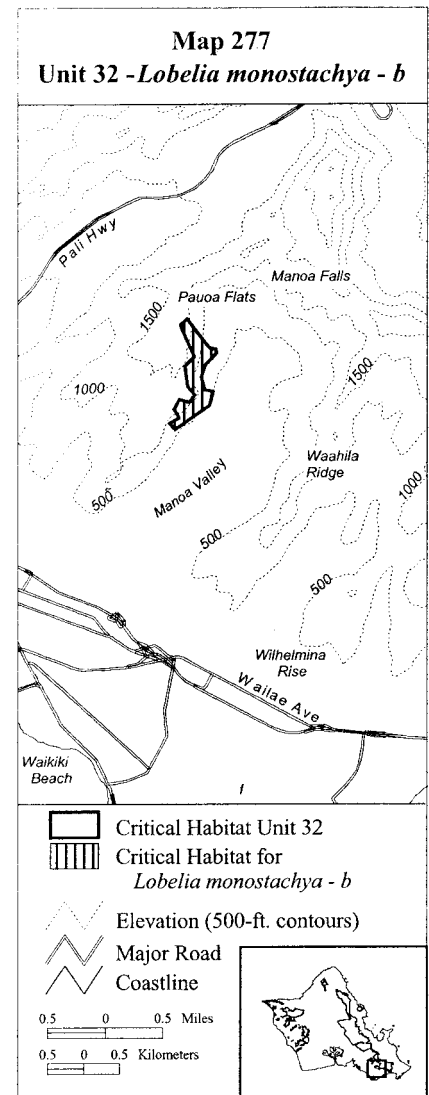 Map 277
Unit 32 -Lobelia monostachya - b
Pali Hwy
Manoa Falls
Pauoa Flats
1500
1500
1000
Waahila
Ridge
1000
500
Manoa Valley
500
500
Wilhelmina
Rise
Wailae Ave
Waikiki
Beach
Critical Habitat Unit 32
Critical Habitat for
Lobelia monostachya - b
Elevation (500-ft. contours)
Major Road
Coastline
0.5 0 0.5 Miles
0.5 0 0.5 Kilometers